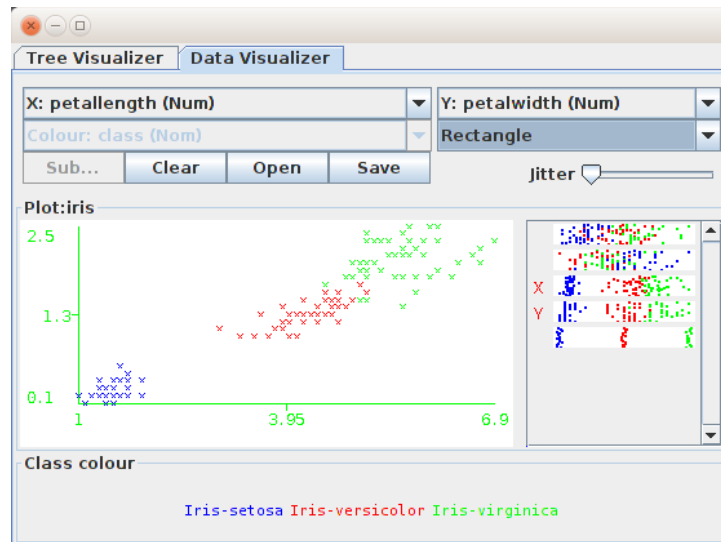 Tree Visualizer Data Visualizer
X: petallength (Num) Y: petalwidth (Num)
Colour: class (Nom) Rectangle
Sub... Clear Open Save Jitter
Plot:iris
2.5
1.3
0.1
1 3.95 6.9
X
Y
Class colour
Iris-setosa Iris-versicolor Iris-virginica